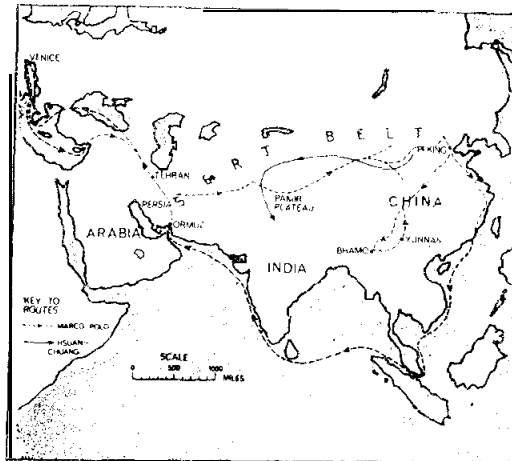 VENICE
TEHRAN
PERSIA
ORMUZ
ARABIA
INDIA
PAMIR
PLATEAU
BELT
PEKING
CHINA
BHAMO
YUNNAN
KEY TO
ROUTES
MARCO POLO
HSUAN
CHUANG
SCALE
0 500 1000
MILES